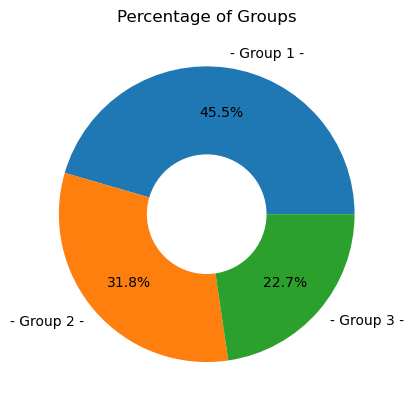 Percentage of Groups
- Group 1 -
45.5%
31.8%
22.7%
- Group 2 -
- Group 3 -